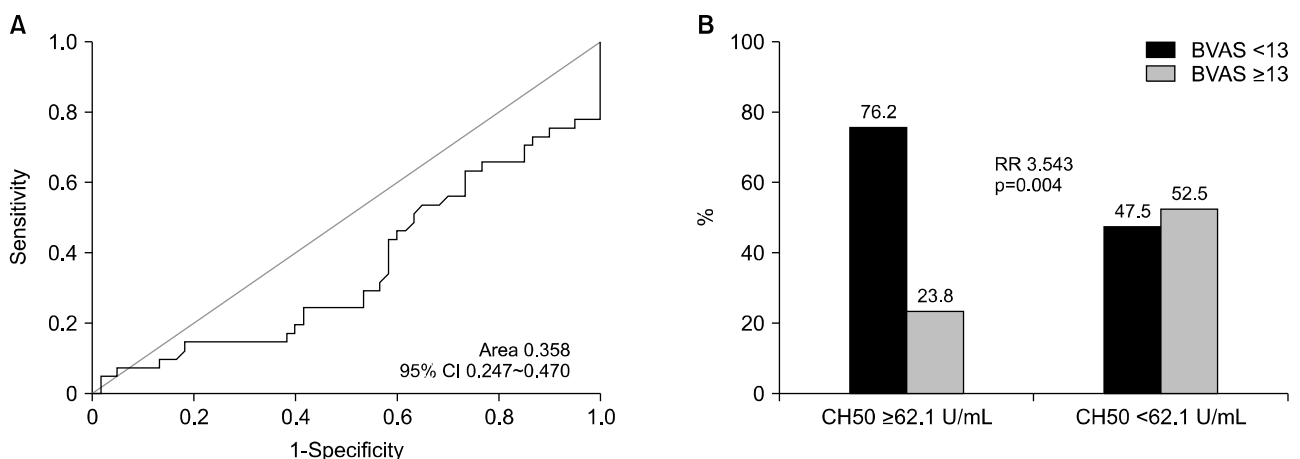 A
1.0
0.8
0.6
0.4
0.2
0
Sensitivity
Area 0.358
95% CI 0.247~0.470
0 0.2 0.4 0.6 0.8 1.0
1-Specificity
B
100
80
60
40
20
0
%
BVAS <13
BVAS ≥13
76.2
23.8
RR 3.543
p=0.004
47.5
52.5
CH50 ≥62.1 U/mL CH50 <62.1 U/mL